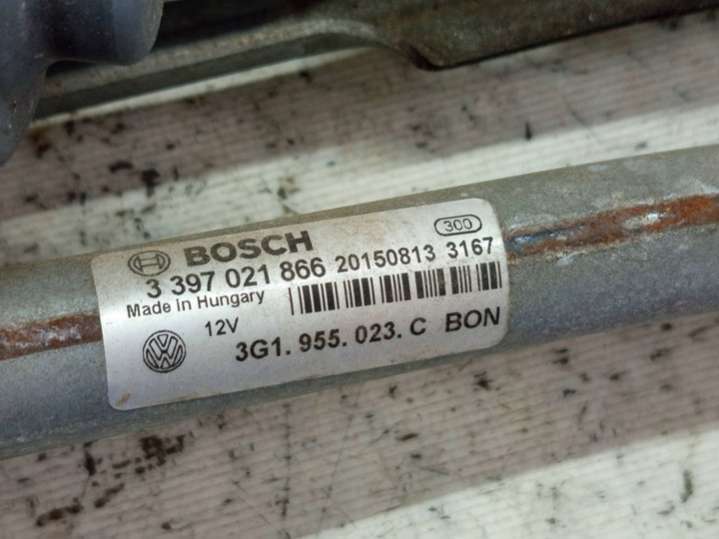 300
BOSCH
3 397 021 866 20150813 3167
Made in Hungary
12V
3G1. 955. 023. C BON